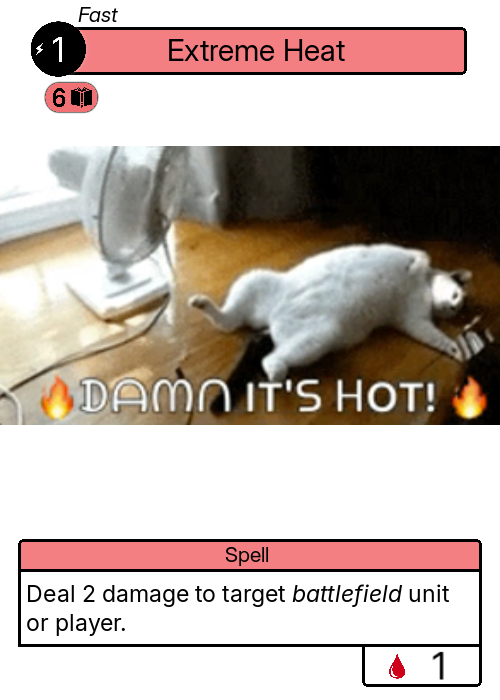 Fast
1
Extreme Heat
6
DAMN IT'S HOT!
Spell
Deal 2 damage to target battlefield unit
or player.
1